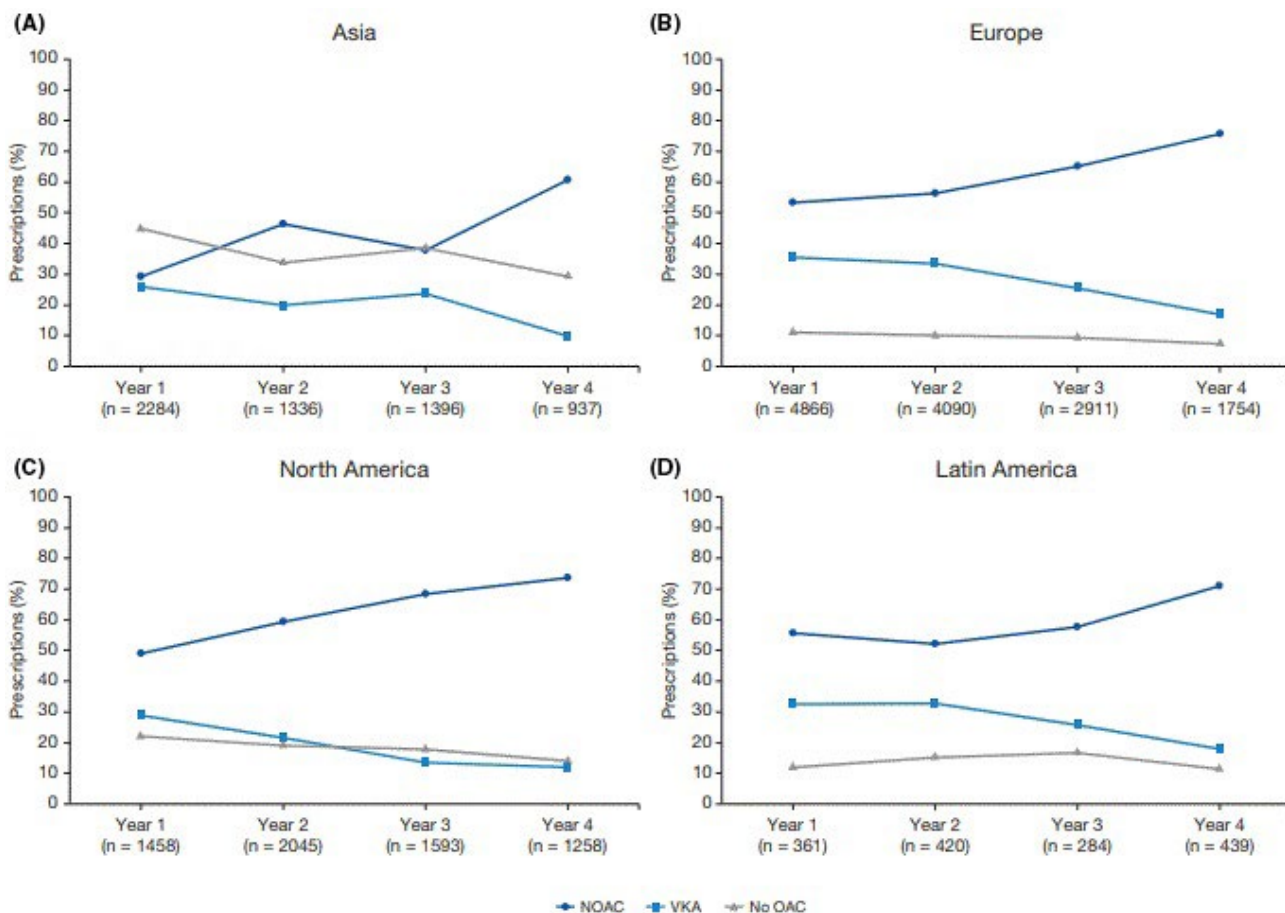 (A)
Asia
100
90
80
70
60
50
40
30
20
10
0
Prescriptions (%)
Year 1 Year 2 Year 3 Year 4
(n = 2284) (n = 1336) (n = 1396) (n = 937)
(B)
Europe
100
90
80
70
60
50
40
30
20
10
0
Prescriptions (%)
Year 1 Year 2 Year 3 Year 4
(n = 4866) (n = 4090) (n = 2911) (n = 1754)
(C)
North America
100
90
80
70
60
50
40
30
20
10
0
Prescriptions (%)
Year 1 Year 2 Year 3 Year 4
(n = 1458) (n = 2045) (n = 1593) (n = 1258)
(D)
Latin America
100
90
80
70
60
50
40
30
20
10
0
Prescriptions (%)
Year 1 Year 2 Year 3 Year 4
(n = 361) (n = 420) (n = 284) (n = 439)
NOAC VKA No OAC